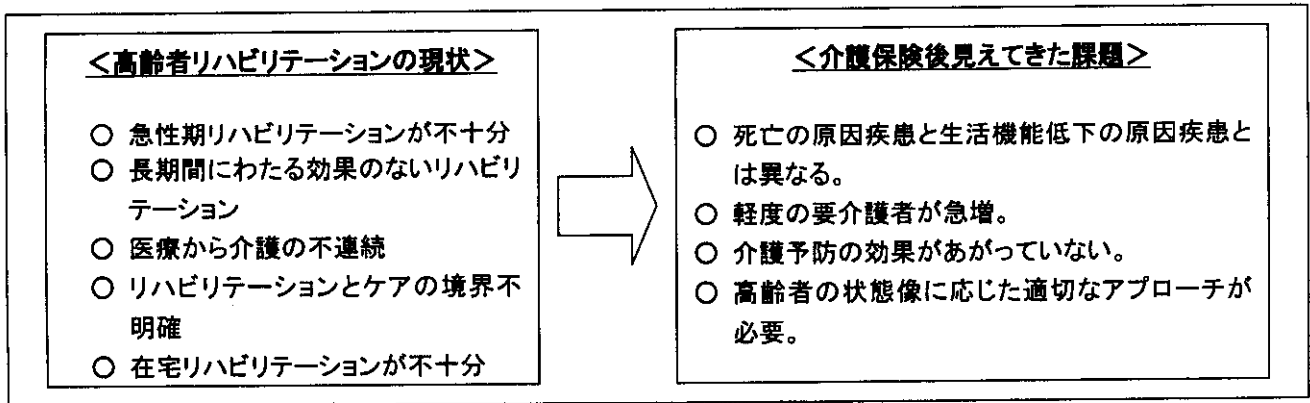 ＜高齢者リハビリテーションの現状＞
○ 急性期リハビリテーションが不十分
○ 長期間にわたる効果のないリハビリ
テーション
○ 医療から介護の不連続
○ リハビリテーションとケアの境界不
明確
○ 在宅リハビリテーションが不十分
＜介護保険後見えてきた課題＞
○ 死亡の原因疾患と生活機能低下の原因疾患と
は異なる。
○ 軽度の要介護者が急増。
○ 介護予防の効果があがっていない。
○ 高齢者の状態像に応じた適切なアプローチが
必要。